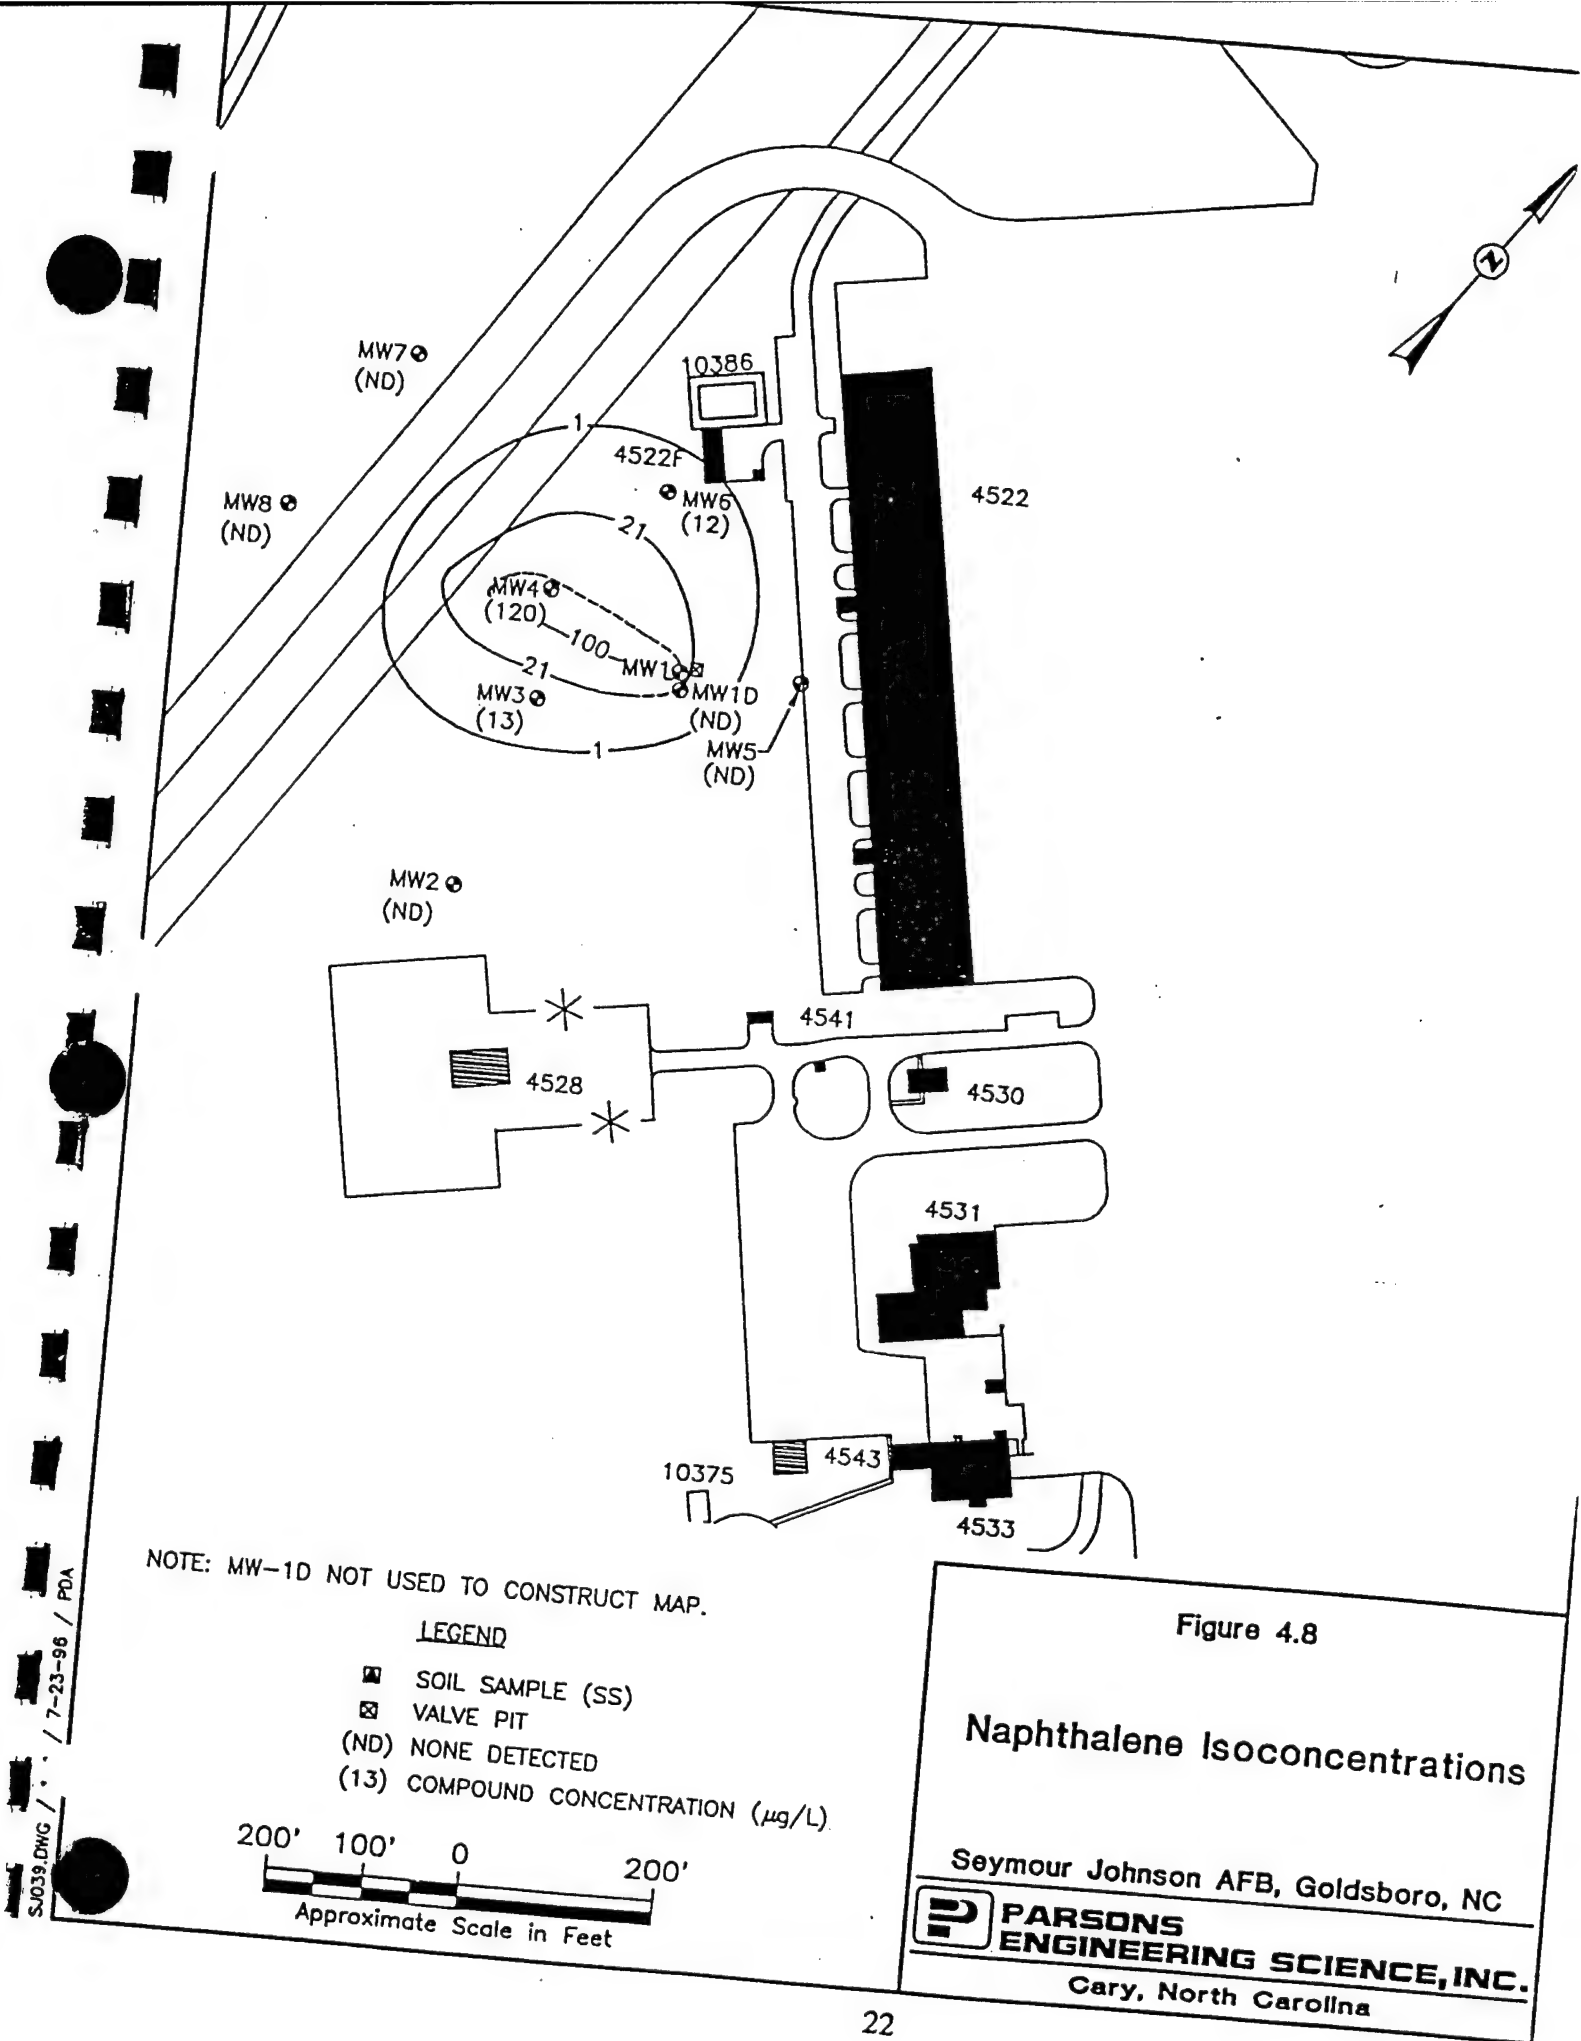 MW7
(ND)
10386
1
4522F
MW8
(ND)
MW6
(12)
4522
21
MW4
(120)
100
21
MW1
MW3
(13)
MW1D
(ND)
1
MW5
(ND)
MW2
(ND)
4541
4528
4530
4531
4543
10375
4533
N
NOTE: MW-1D NOT USED TO CONSTRUCT MAP.
LEGEND
SOIL SAMPLE (SS)
VALVE PIT
(ND) NONE DETECTED
(13) COMPOUND CONCENTRATION (µg/L)
200' 100' 0 200'
Approximate Scale in Feet
SJ039.DWG / / 7-23-96 / PDA
Figure 4.8
Naphthalene Isoconcentrations
Seymour Johnson AFB, Goldsboro, NC
PARSONS
ENGINEERING SCIENCE, INC.
Cary, North Carolina
22